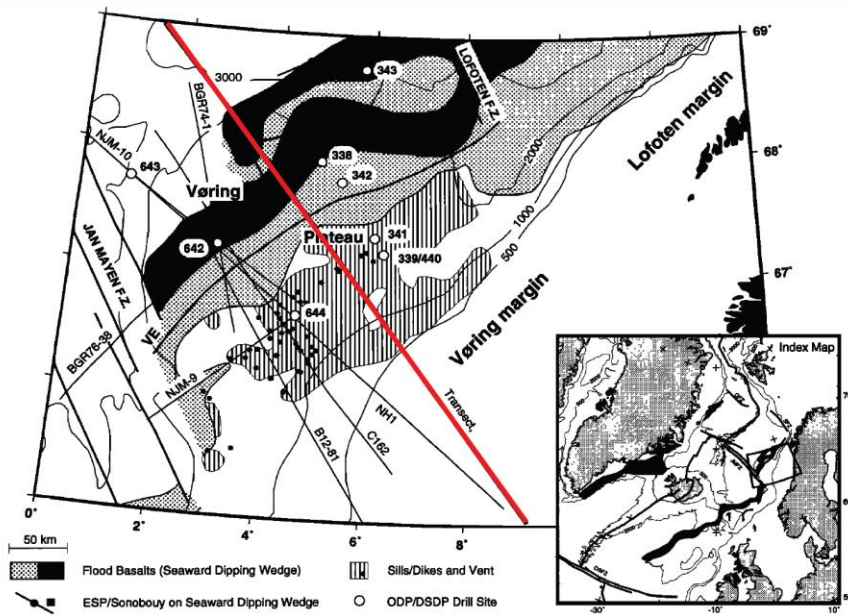 69°
3000
343
LOFOTEN F.Z.
BGR74-1
Lofoten margin
2000
NJM-10
643
338
68°
342
Vøring
1000
JAN MAYEN F.Z.
500
642
Plateau
341
339/440
67°
Vøring margin
644
VE
BGR76-38
NJM-9
Index Map
NH1
Transect,
C162
B12-81
0°
2°
4°
6°
8°
50 km
Flood Basalts (Seaward Dipping Wedge)
Sills/Dikes and Vent
ESP/Sonobouy on Seaward Dipping Wedge
ODP/DSDP Drill Site
-30°
-10°
10°